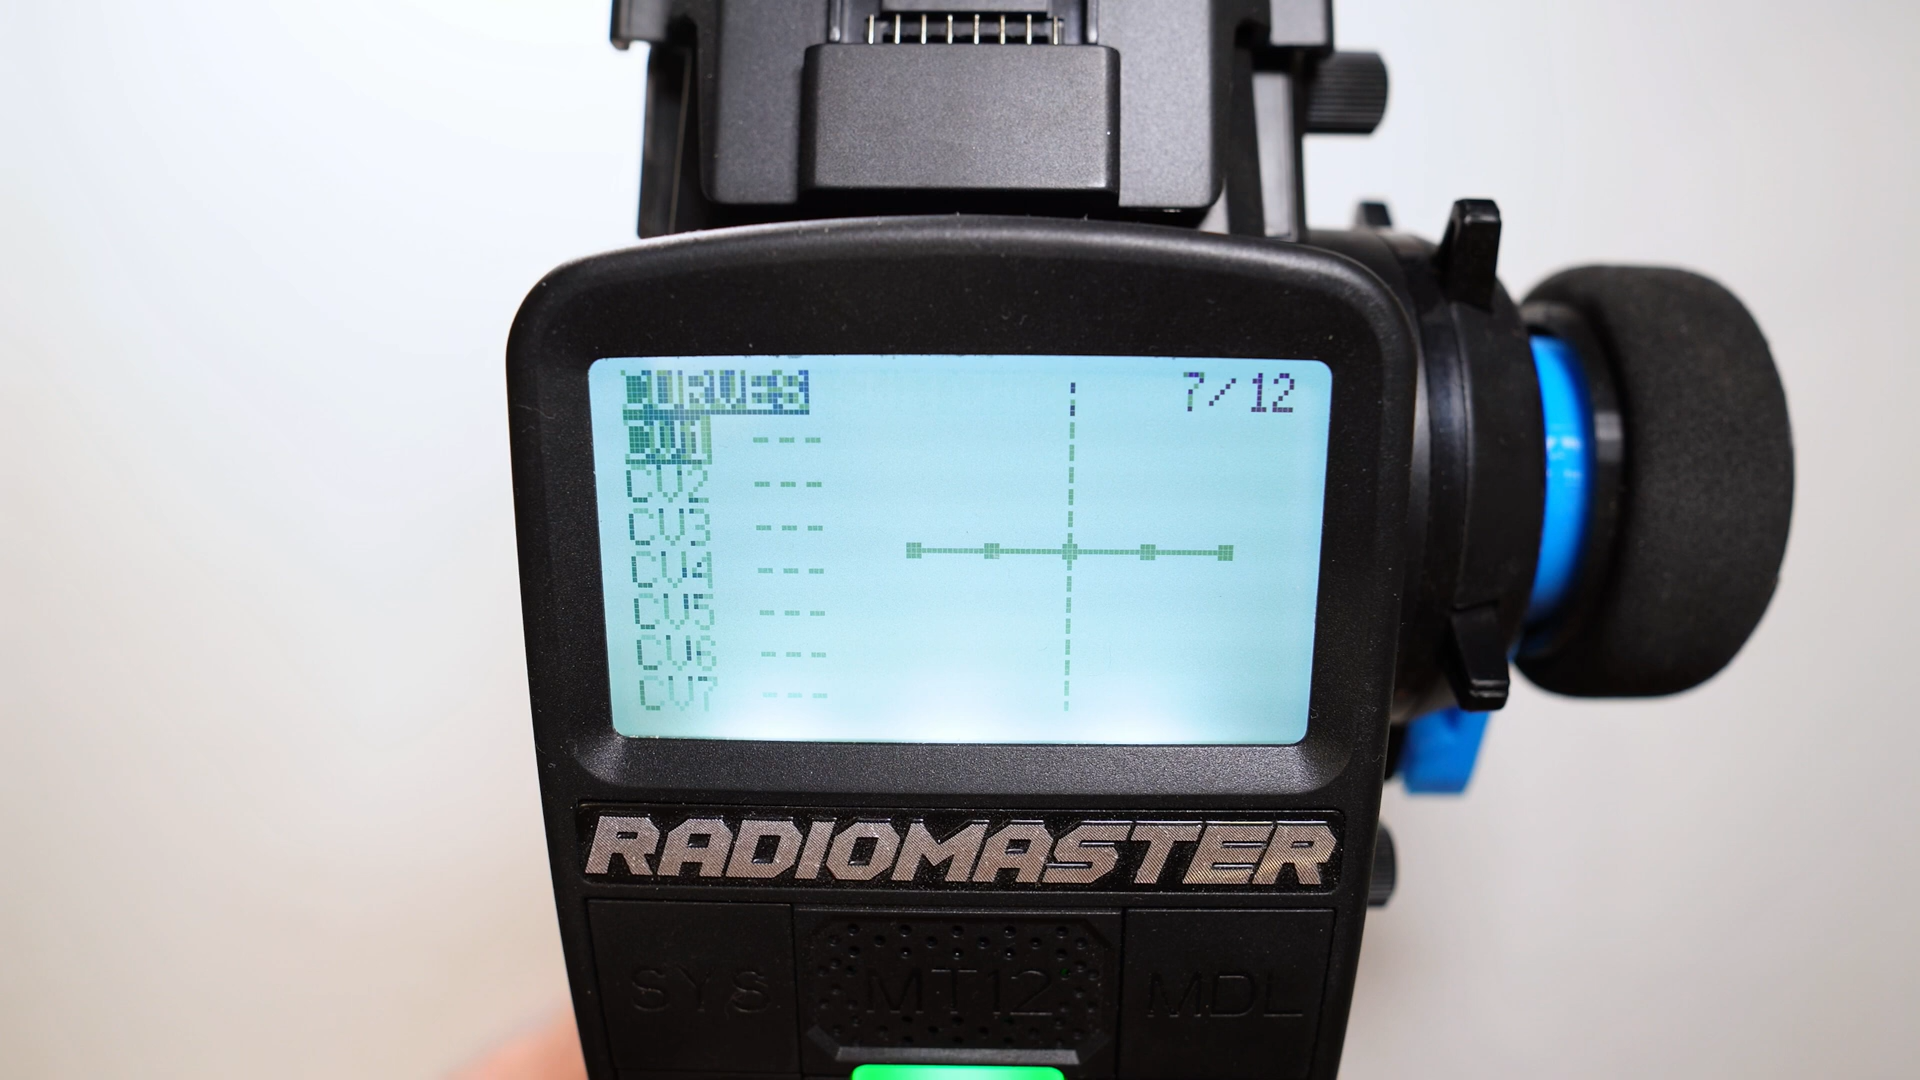 CURVES 7/12
CV1 ---
CV2 ---
CV3 ---
CV4 ---
CV5 ---
CV6 ---
CV7 ---
RADIOMASTER
SYS MT12 MDL